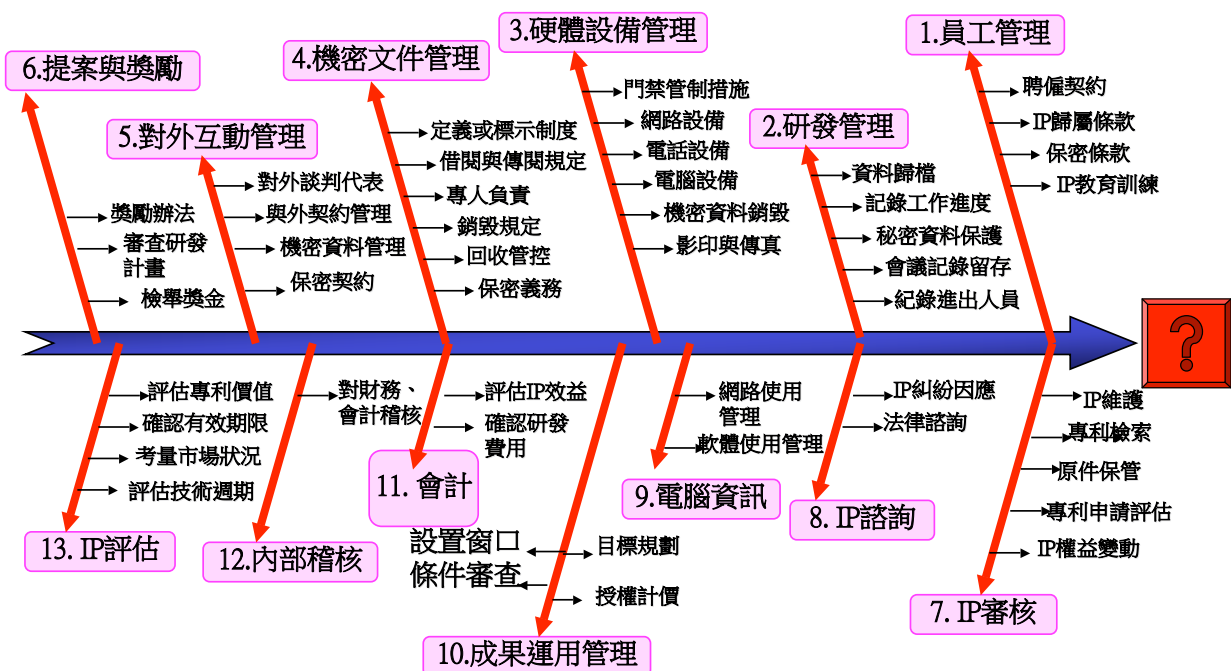 1.員工管理
聘僱契約
IP歸屬條款
保密條款
IP教育訓練
2.研發管理
資料歸檔
記錄工作進度
秘密資料保護
會議記錄留存
紀錄進出人員
3.硬體設備管理
門禁管制措施
網路設備
電話設備
電腦設備
機密資料銷毀
影印與傳真
4.機密文件管理
定義或標示制度
借閱與傳閱規定
專人負責
銷毀規定
回收管控
保密義務
5.對外互動管理
對外談判代表
與外契約管理
機密資料管理
保密契約
6.提案與獎勵
獎勵辦法
審查研發
計畫
檢舉獎金
?
7. IP審核
IP維護
專利檢索
原件保管
專利申請評估
IP權益變動
8. IP諮詢
IP糾紛因應
法律諮詢
9.電腦資訊
網路使用
管理
軟體使用管理
10.成果運用管理
設置窗口
條件審查
目標規劃
授權計價
11. 會計
評估IP效益
確認研發
費用
12.內部稽核
對財務、
會計稽核
13. IP評估
評估專利價值
確認有效期限
考量市場狀況
評估技術週期